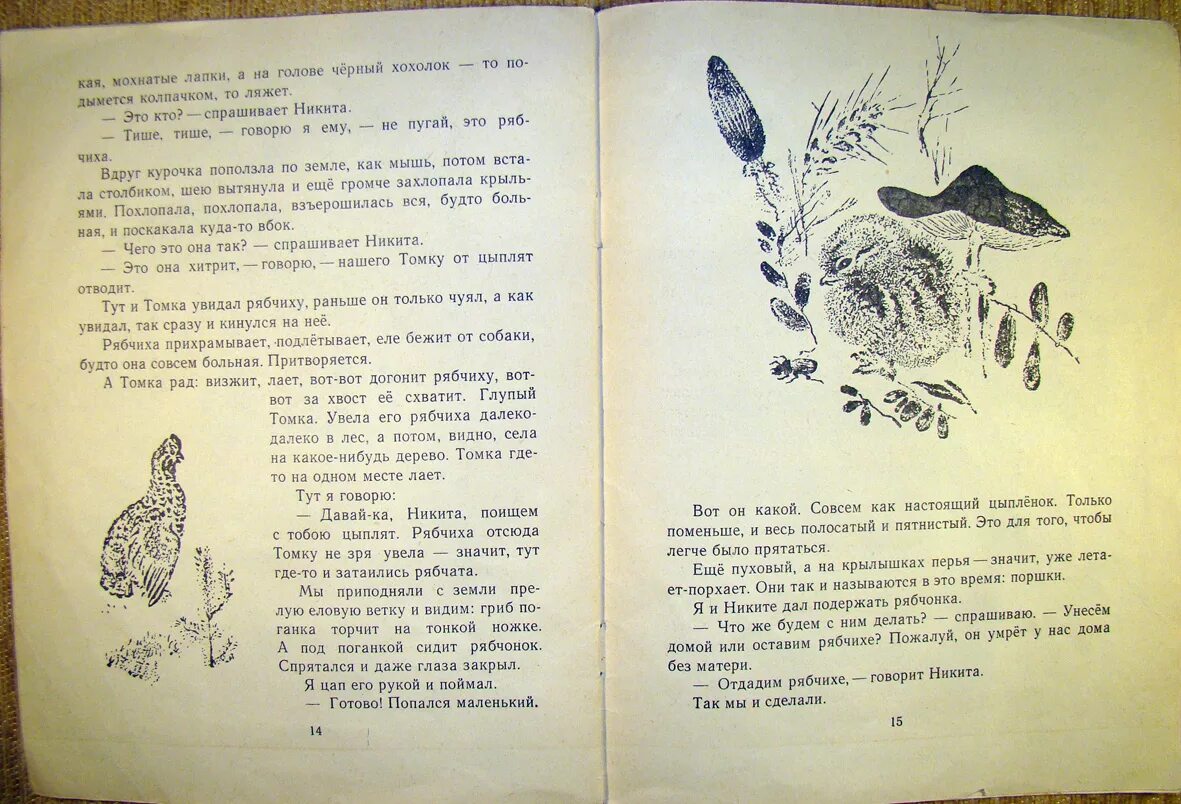 кая, мохнатые лапки, а на голове чёрный хохолок — то по-
дымется колпачком, то ляжет.
— Это кто? — спрашивает Никита.
— Тише, тише, — говорю я ему, — не пугай, это ряб-
чиха.
Вдруг курочка поползла по земле, как мышь, потом вста-
ла столбиком, шею вытянула и ещё громче захлопала крыль-
ями. Похлопала, похлопала, взъерошилась вся, будто боль-
ная, и поскакала куда-то вбок.
— Чего это она так? — спрашивает Никита.
— Это она хитрит, — говорю, — нашего Томку от цыплят
отводит.
Тут и Томка увидал рябчиху, раньше он только чуял, а как
увидал, так сразу и кинулся на неё.
Рябчиха прихрамывает, подлётывает, еле бежит от собаки,
будто она совсем больная. Притворяется.
А Томка рад: визжит, лает, вот-вот догонит рябчиху, вот-
вот за хвост её схватит. Глупый
Томка. Увела его рябчиха далеко-
далеко в лес, а потом, видно, села
на какое-нибудь дерево. Томка где-
то на одном месте лает.
Тут я говорю:
— Давай-ка, Никита, поищем
с тобою цыплят. Рябчиха отсюда
Томку не зря увела — значит, тут
где-то и затаились рябчата.
Мы приподняли с земли пре-
лую еловую ветку и видим: гриб по-
ганка торчит на тонкой ножке.
А под поганкой сидит рябчонок.
Спрятался и даже глаза закрыл.
Я цап его рукой и поймал.
— Готово! Попался маленький.
14
Вот он какой. Совсем как настоящий цыплёнок. Только
поменьше, и весь полосатый и пятнистый. Это для того, чтобы
легче было прятаться.
Ещё пуховый, а на крылышках перья — значит, уже лета-
ет-порхает. Они так и называются в это время: поршки.
Я и Никите дал подержать рябчонка.
— Что же будем с ним делать? — спрашиваю. — Унесём
домой или оставим рябчихе? Пожалуй, он умрёт у нас дома
без матери.
— Отдадим рябчихе, — говорит Никита.
Так мы и сделали.
15